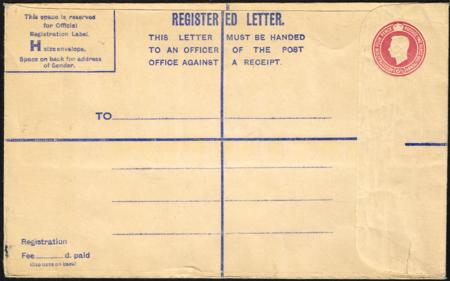 This space is reserved
for Official
Registration Label.
H size envelope.
Space on back for address
of Sender.
REGISTERED LETTER.
THIS LETTER MUST BE HANDED
TO AN OFFICER OF THE POST
OFFICE AGAINST A RECEIPT.
TO
Registration
Fee d. paid